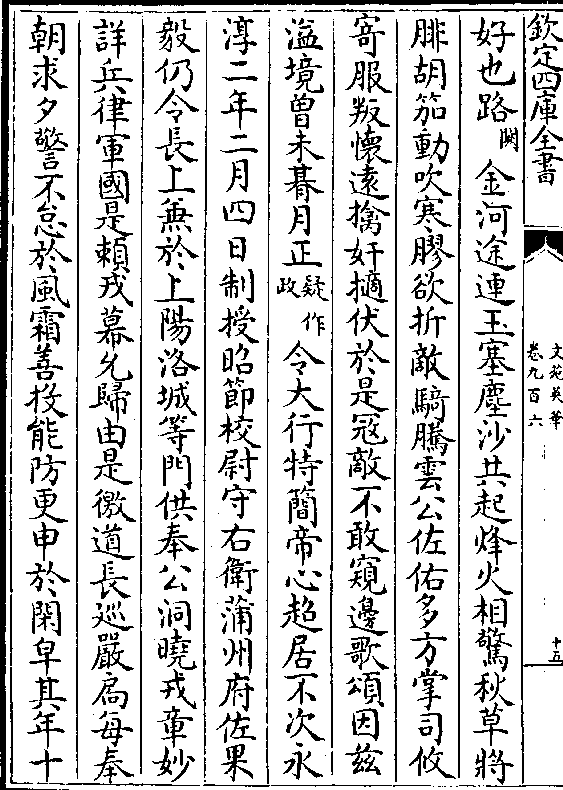 欽定四庫全書
文苑英華
卷九百六
十五
好也路闕金河途連玉塞塵沙共起烽火相驚秋草將
腓胡笳動吹寒膠欲折敵騎騰雲公佐佑多方掌司攸
寄服叛懷遠擒奸擿伏於是冦敵不敢窺邊歌頌因兹
溢境曽未朞月正疑作政令大行特簡帝心超居不次永
淳二年二月四日制授昭節校尉守右衛蒲州府佐果
毅仍令長上兼於上陽洛城等門供奉公洞曉戎章妙
詳兵律軍國是賴戎幕允歸由是徼道長廵嚴扃每奉
朝求夕警不怠於風霜善投能防更申於閑皁其年十